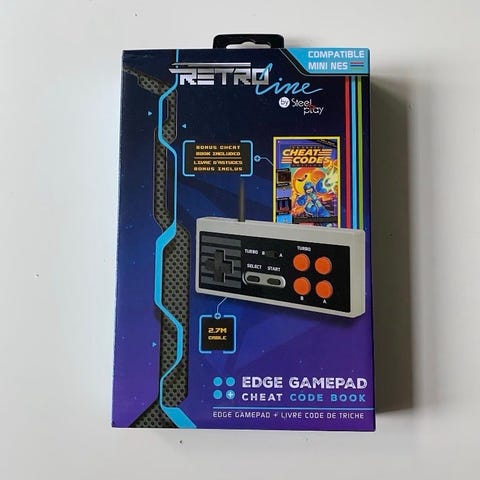 COMPATIBLE
MINI NES
RETRO Line
by Steel play
BONUS CHEAT
BOOK INCLUDED
LIVRE D'ASTUCES
BONUS INCLUS
CHEAT
CODES
TURBO B A
TURBO
SELECT START
B A
2.7M
CABLE
EDGE GAMEPAD
+ CHEAT CODE BOOK
EDGE GAMEPAD + LIVRE CODE DE TRICHE